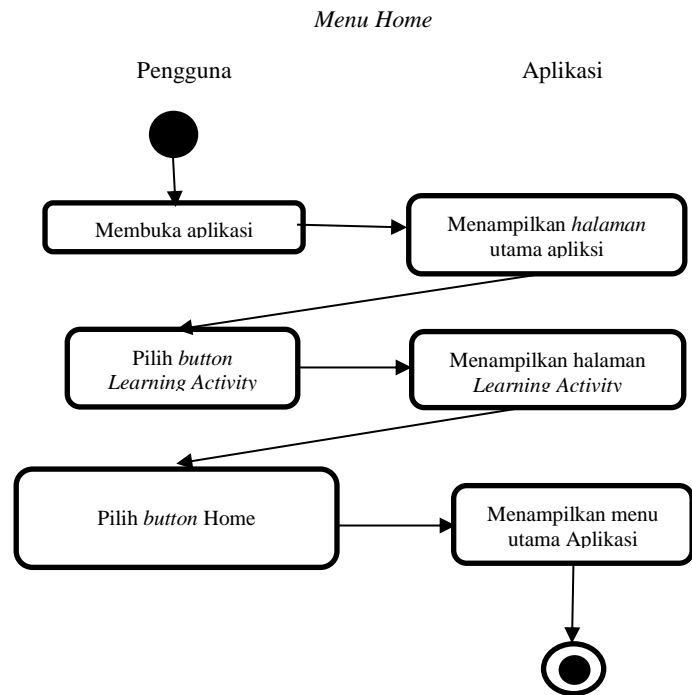 Menu Home
Pengguna
Aplikasi
Membuka aplikasi
Menampilkan halaman
utama apliksi
Pilih button
Learning Activity
Menampilkan halaman
Learning Activity
Pilih button Home
Menampilkan menu
utama Aplikasi